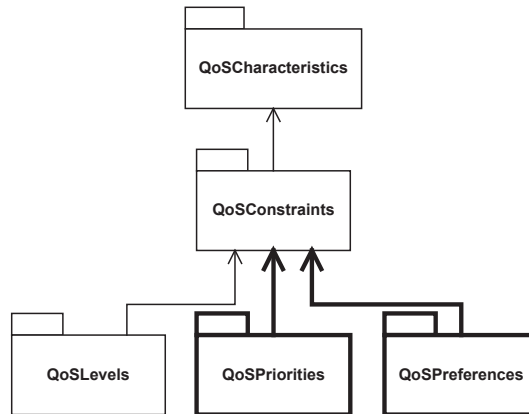 QoSCharacteristics
QoSConstraints
QoSLevels
QoSPriorities
QoSPreferences